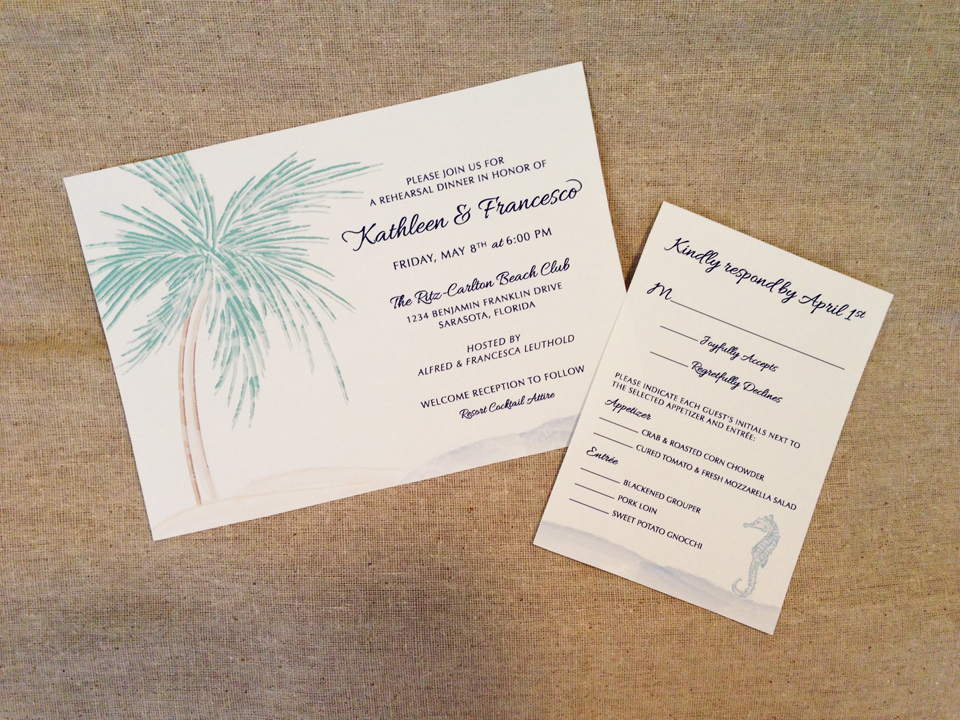 PLEASE JOIN US FOR
A REHEARSAL DINNER IN HONOR OF
Kathleen & Francesco
FRIDAY, MAY 8TH at 6:00 PM
The Ritz-Carlton Beach Club
1234 BENJAMIN FRANKLIN DRIVE
SARASOTA, FLORIDA
HOSTED BY
ALFRED & FRANCESCA LEUTHOLD
WELCOME RECEPTION TO FOLLOW
Resort Cocktail Attire
Kindly respond by April 1st
M
Joyfully Accepts
Regretfully Declines
PLEASE INDICATE EACH GUEST'S INITIALS NEXT TO
THE SELECTED APPETIZER AND ENTRÉE:
Appetizer
CRAB & ROASTED CORN CHOWDER
CURED TOMATO & FRESH MOZZARELLA SALAD
Entrée
BLACKENED GROUPER
PORK LOIN
SWEET POTATO GNOCCHI